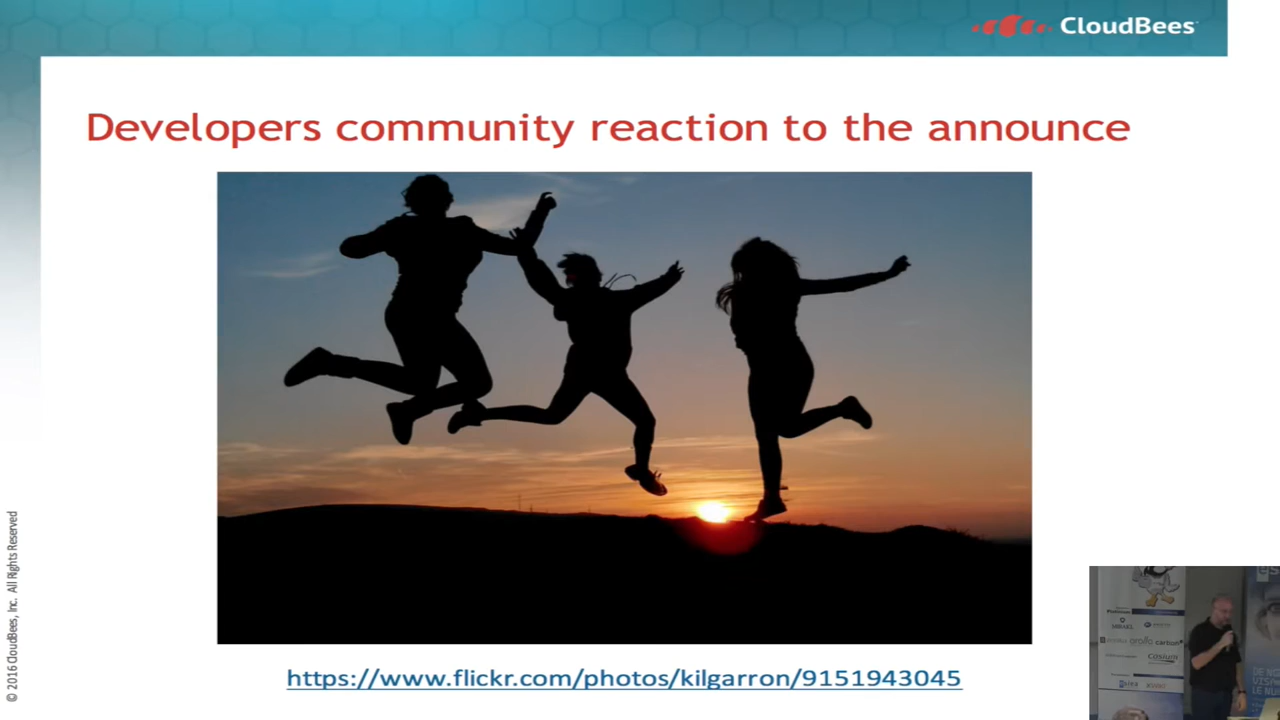 CloudBees
Developers community reaction to the announce
https://www.flickr.com/photos/kilgarron/9151943045
© 2016 CloudBees, Inc. All Rights Reserved